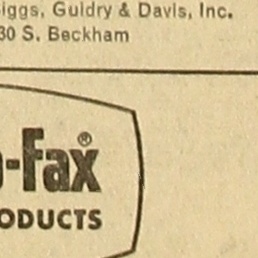 iggs, Guidry & Davis, Inc.
30 S. Beckham
-Fax®
ODUCTS